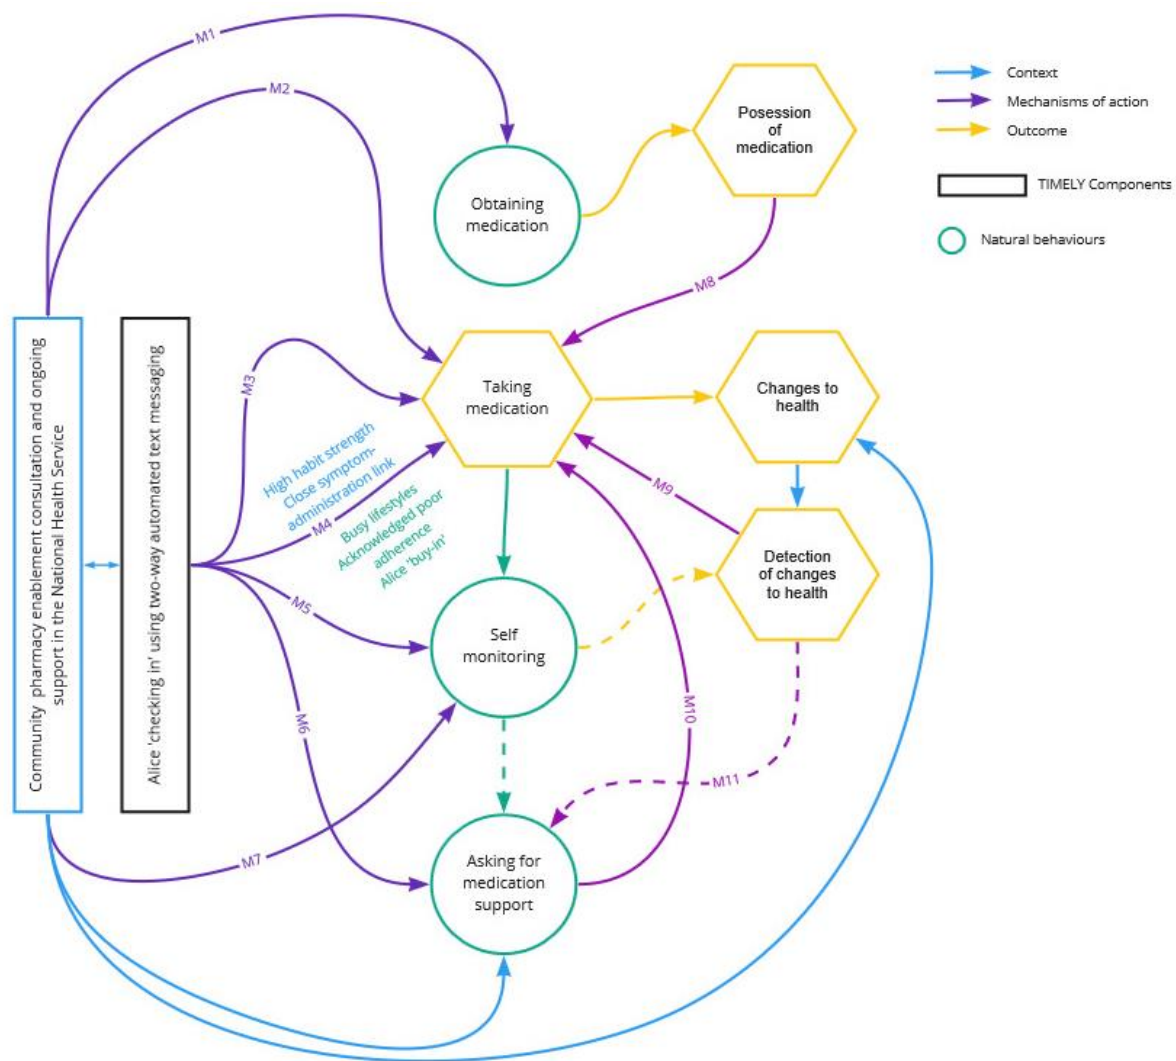 M1
M2
Posession
of
medication
Context
Mechanisms of action
Outcome
TIMELY Components
Natural behaviours
Obtaining
medication
M8
Community pharmacy enablement consultation and ongoing
support in the National Health Service
Alice 'checking in' using two-way automated text messaging
M3
Taking
medication
Changes to
health
High habit strength
Close symptom-
administration link
M4
Busy lifestyles
Acknowledged poor
adherence
Alice 'buy-in'
M9
Detection
of changes
to health
M5
Self
monitoring
M6
M10
M11
M7
Asking for
medication
support